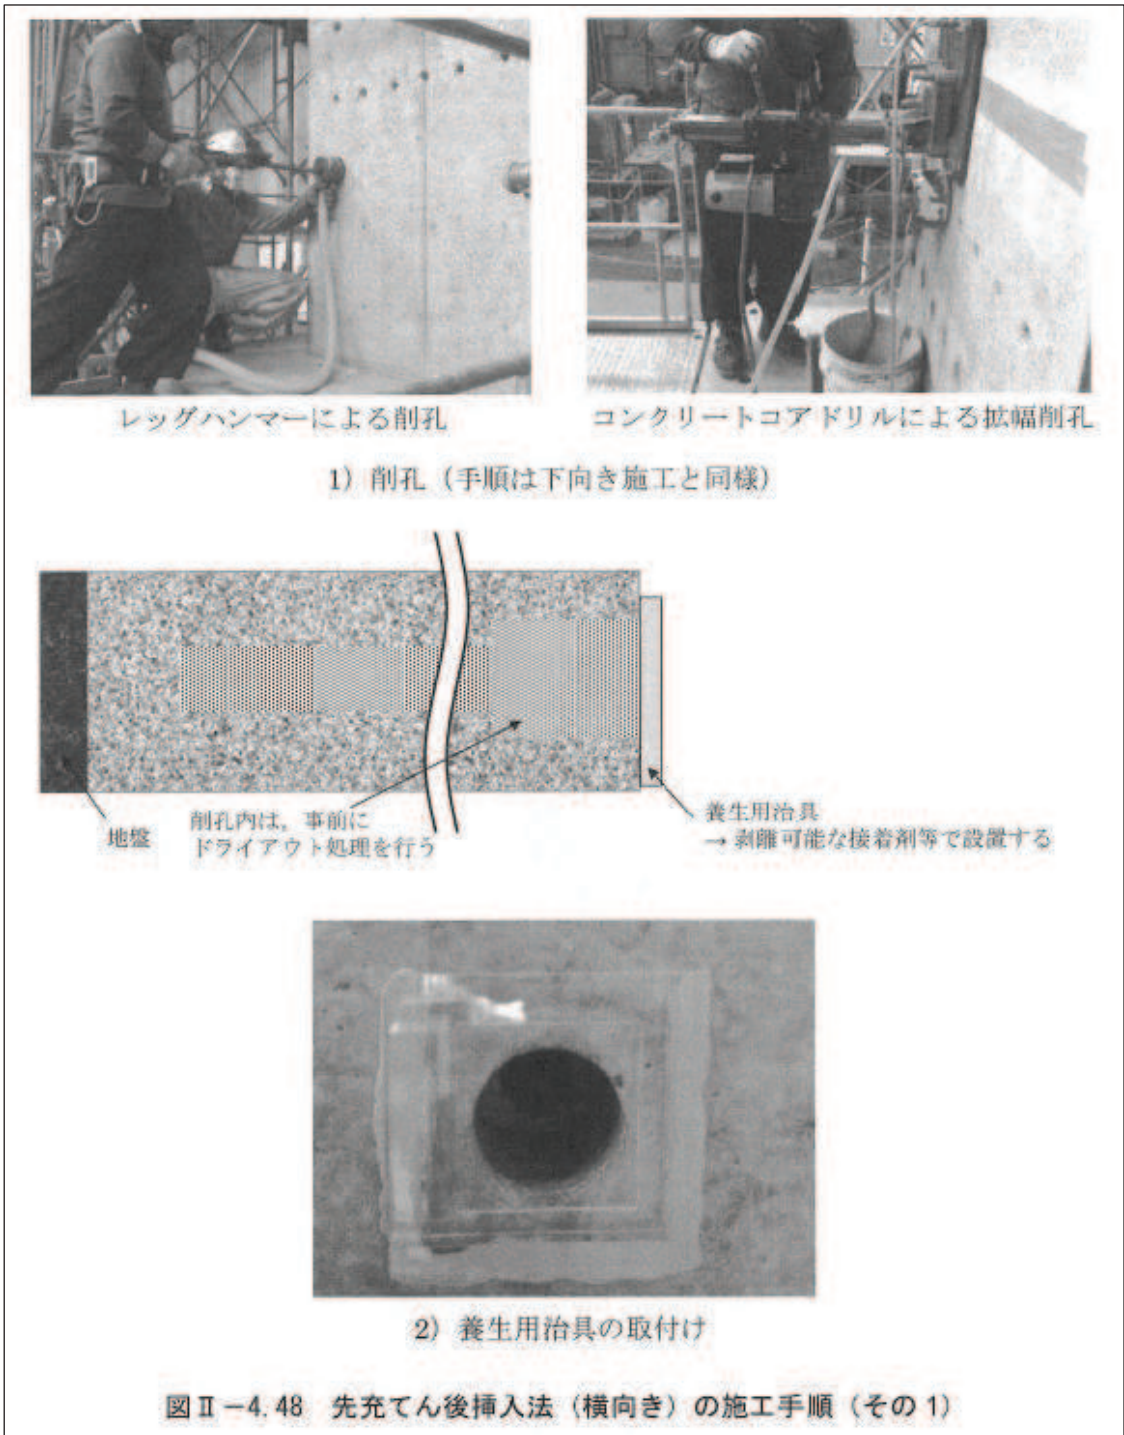 レッグハンマーによる削孔
コンクリートコアドリルによる拡幅削孔
1) 削孔（手順は下向き施工と同様）
地盤
削孔内は，事前に
ドライアウト処理を行う
養生用治具
→ 剥離可能な接着剤等で設置する
2) 養生用治具の取付け
図Ⅱ－4.48 先充てん後挿入法（横向き）の施工手順（その1）